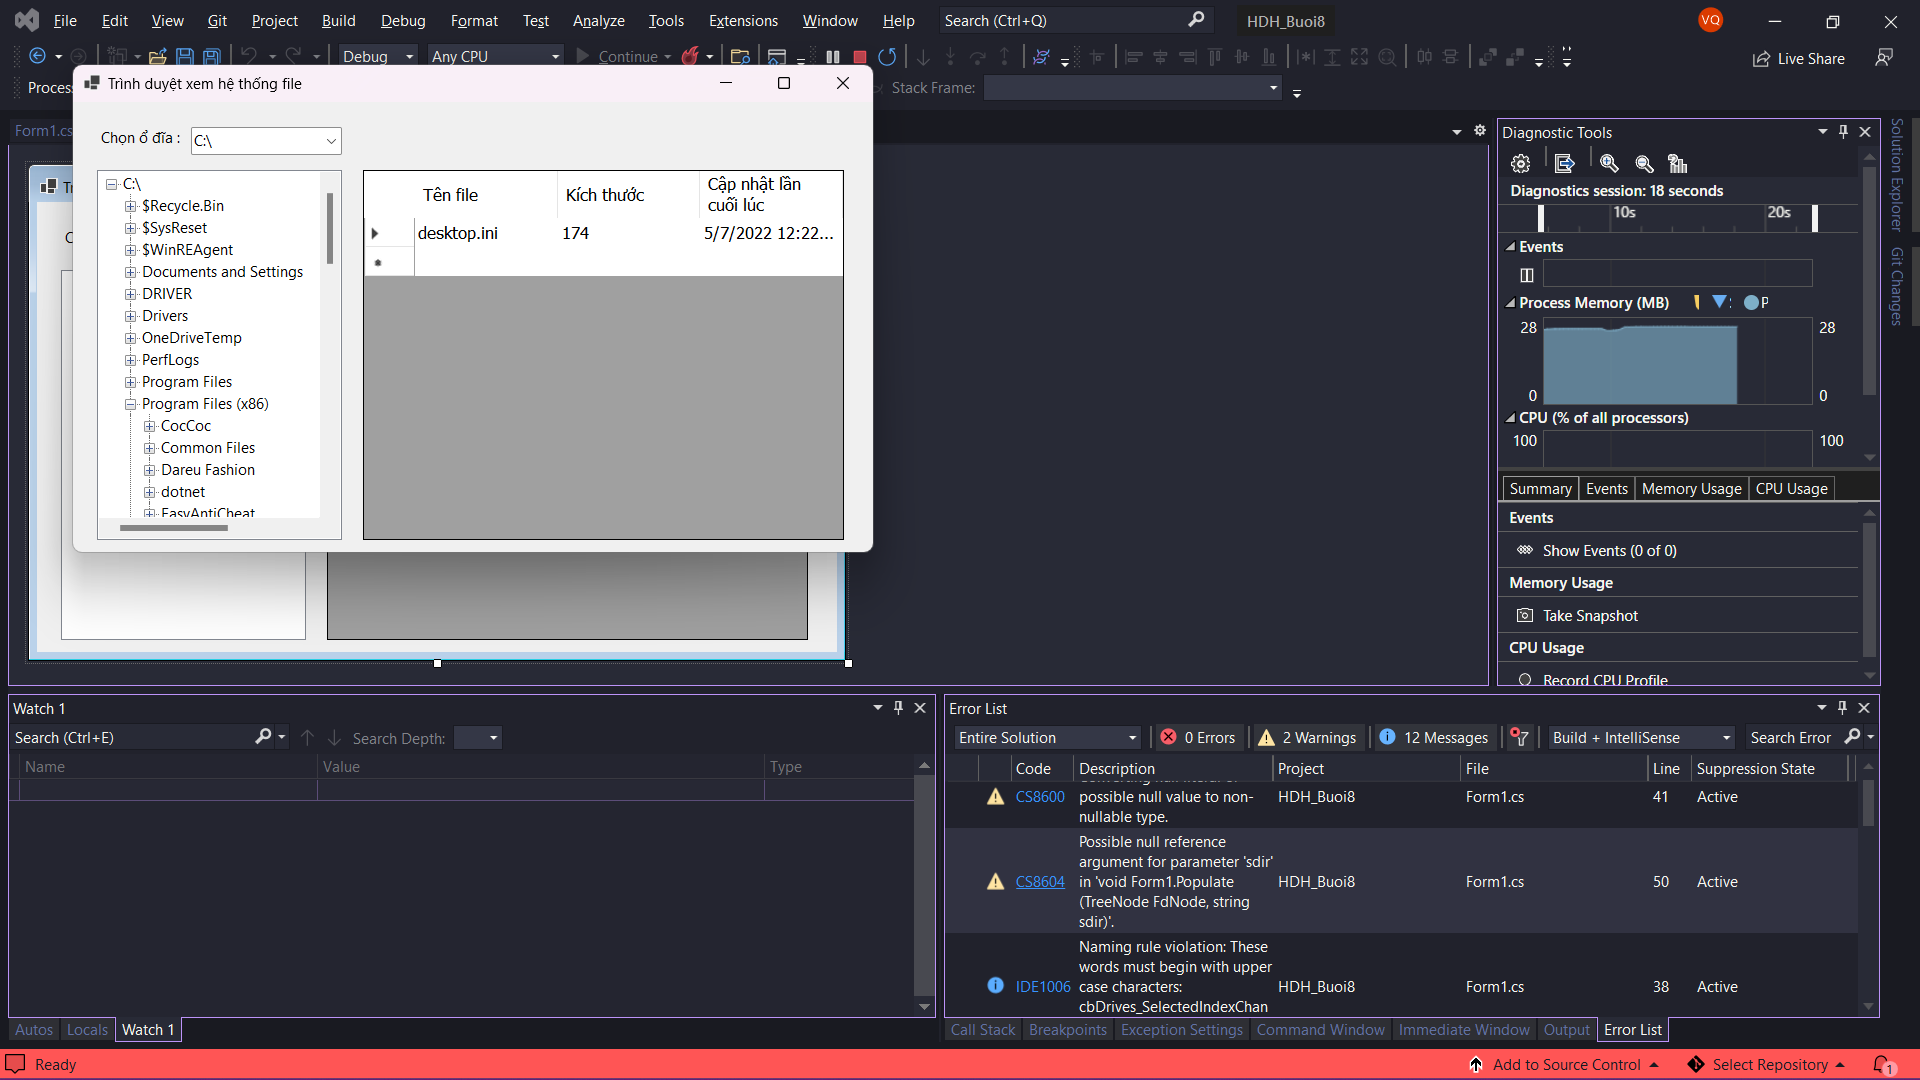 File Edit View Git Project Build Debug Format Test Analyze Tools Extensions Window Help Search (Ctrl+Q) HDH_Buoi8 VQ
Debug Any CPU Continue Live Share
Process Stack Frame:
Trình duyệt xem hệ thống file
Form1.cs
Chọn ổ đĩa : C:\
C:\
$Recycle.Bin
$SysReset
$WinREAgent
Documents and Settings
DRIVER
Drivers
OneDriveTemp
PerfLogs
Program Files
Program Files (x86)
CocCoc
Common Files
Dareu Fashion
dotnet
EasyAntiCheat
Tên file Kích thước Cập nhật lần
cuối lúc
desktop.ini 174 5/7/2022 12:22...
Diagnostic Tools
Diagnostics session: 18 seconds
10s 20s
Events
Process Memory (MB) P
28 28
0 0
CPU (% of all processors)
100 100
Summary Events Memory Usage CPU Usage
Events
Show Events (0 of 0)
Memory Usage
Take Snapshot
CPU Usage
Record CPU Profile
Solution Explorer
Git Changes
Watch 1
Search (Ctrl+E) Search Depth:
Name Value Type
Autos Locals Watch 1
Error List
Entire Solution 0 Errors 2 Warnings 12 Messages Build + IntelliSense Search Error
Code Description Project File Line Suppression State
CS8600 possible null value to non- HDH_Buoi8 Form1.cs 41 Active
nullable type.
Possible null reference
argument for parameter 'sdir'
CS8604 in 'void Form1.Populate HDH_Buoi8 Form1.cs 50 Active
(TreeNode FdNode, string
sdir)'.
Naming rule violation: These
words must begin with upper
IDE1006 case characters: HDH_Buoi8 Form1.cs 38 Active
cbDrives_SelectedIndexChan
Call Stack Breakpoints Exception Settings Command Window Immediate Window Output Error List
Ready Add to Source Control Select Repository 1